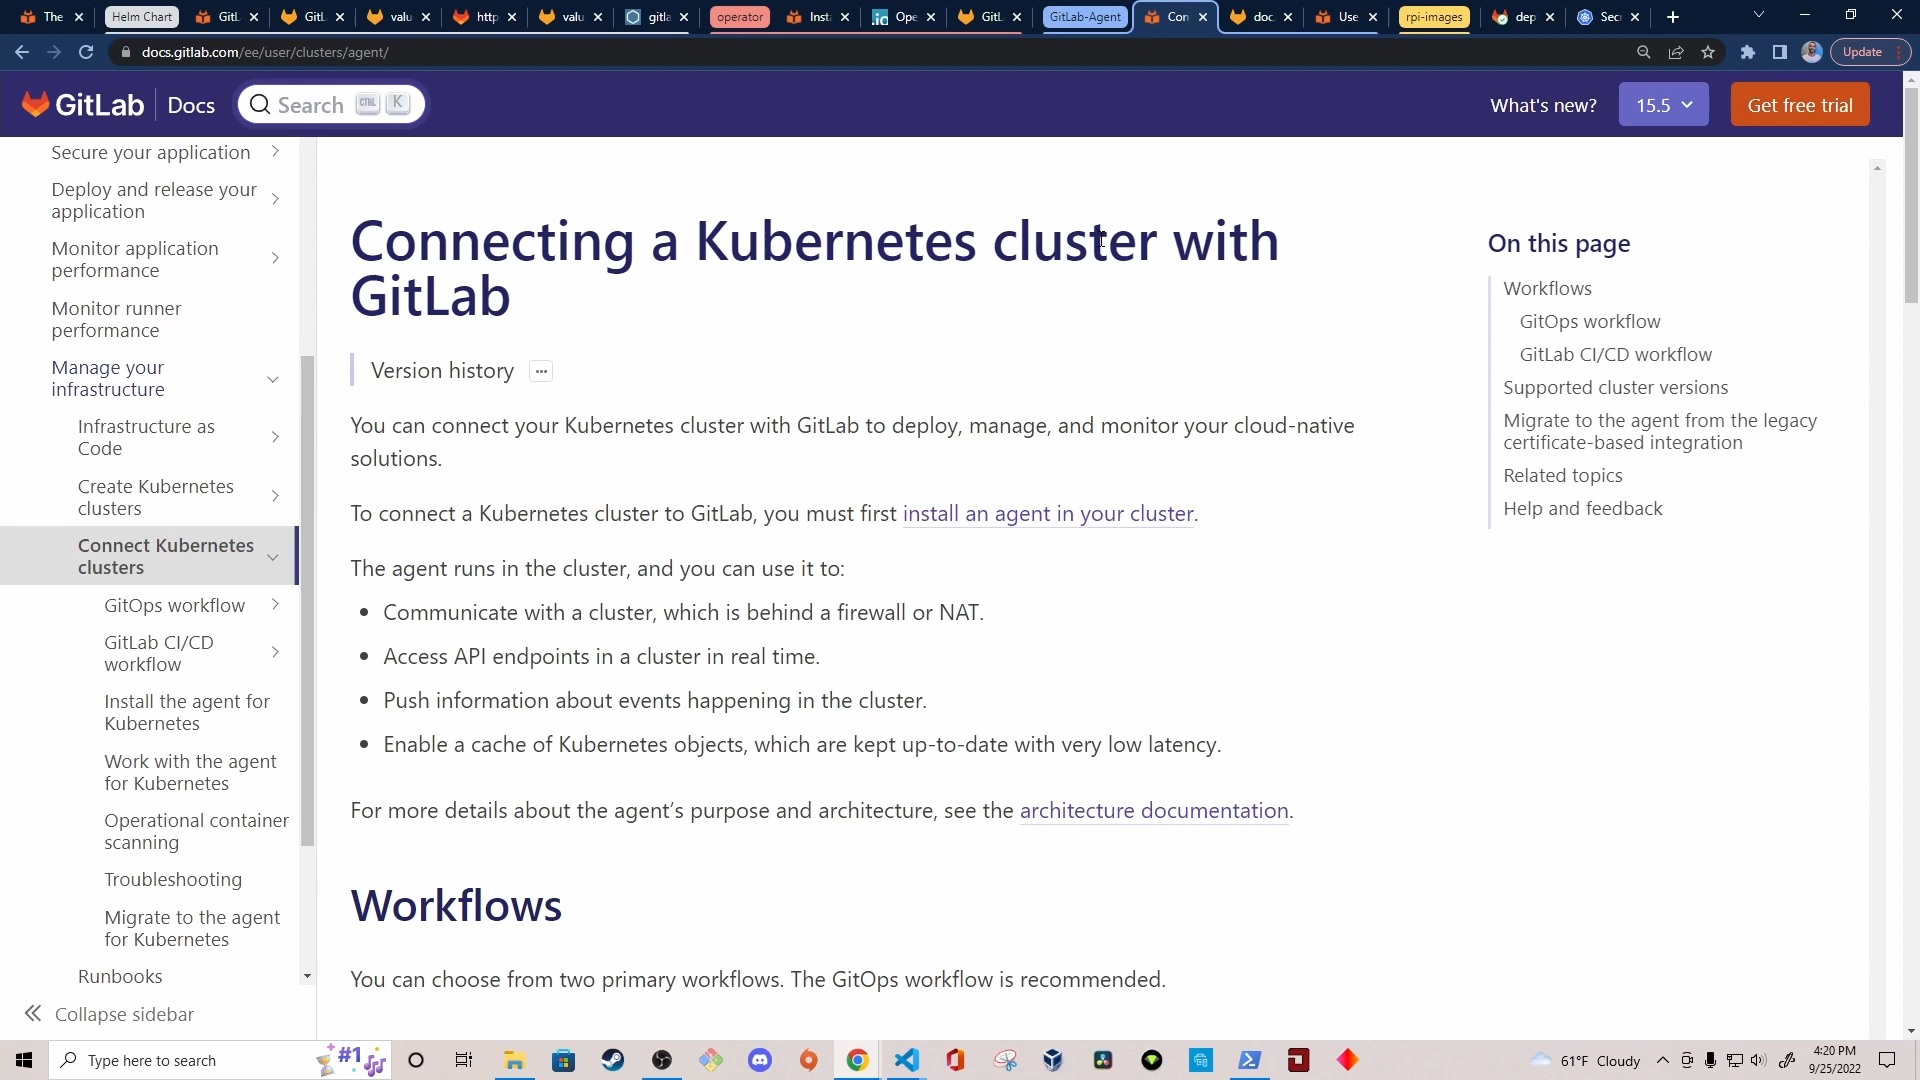 The
Helm Chart
GitL
GitL
valu
http
valu
gitla
operator
Insta
Ope
GitL
GitLab-Agent
Con
doc.
Use
rpi-images
dep
Sec
docs.gitlab.com/ee/user/clusters/agent/
Update
GitLab
Docs
Search
CTRL
K
What's new?
15.5
Get free trial
Secure your application
Deploy and release your
application
Monitor application
performance
Monitor runner
performance
Manage your
infrastructure
Infrastructure as
Code
Create Kubernetes
clusters
Connect Kubernetes
clusters
GitOps workflow
GitLab CI/CD
workflow
Install the agent for
Kubernetes
Work with the agent
for Kubernetes
Operational container
scanning
Troubleshooting
Migrate to the agent
for Kubernetes
Runbooks
Collapse sidebar
Connecting a Kubernetes cluster with
GitLab
Version history
...
You can connect your Kubernetes cluster with GitLab to deploy, manage, and monitor your cloud-native
solutions.
To connect a Kubernetes cluster to GitLab, you must first install an agent in your cluster.
The agent runs in the cluster, and you can use it to:
• Communicate with a cluster, which is behind a firewall or NAT.
• Access API endpoints in a cluster in real time.
• Push information about events happening in the cluster.
• Enable a cache of Kubernetes objects, which are kept up-to-date with very low latency.
For more details about the agent’s purpose and architecture, see the architecture documentation.
Workflows
You can choose from two primary workflows. The GitOps workflow is recommended.
On this page
Workflows
GitOps workflow
GitLab CI/CD workflow
Supported cluster versions
Migrate to the agent from the legacy
certificate-based integration
Related topics
Help and feedback
Type here to search
#1
61°F Cloudy
4:20 PM
9/25/2022